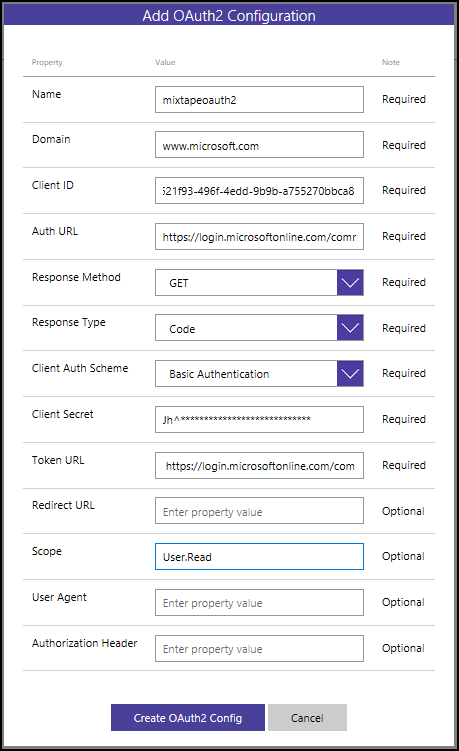 Add OAuth2 Configuration
Property Value Note
Name mixtapeoauth2 Required
Domain www.microsoft.com Required
Client ID 521f93-496f-4edd-9b9b-a755270bbca8 Required
Auth URL https://login.microsoftonline.com/comr Required
Response Method GET Required
Response Type Code Required
Client Auth Scheme Basic Authentication Required
Client Secret Jh^**************************** Required
Token URL https://login.microsoftonline.com/com Required
Redirect URL Enter property value Optional
Scope User.Read Optional
User Agent Enter property value Optional
Authorization Header Enter property value Optional
Create OAuth2 Config Cancel